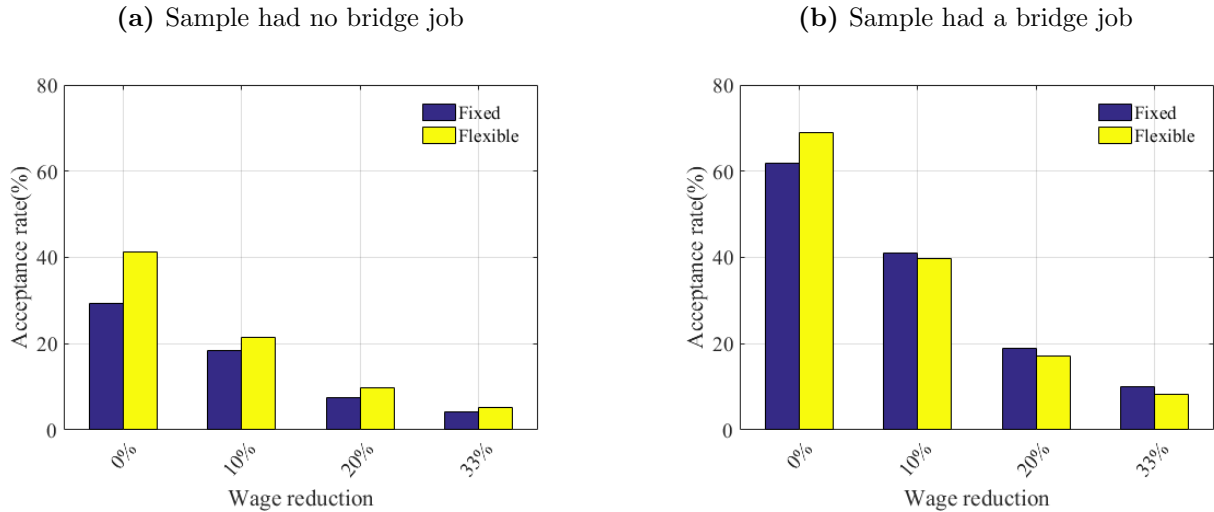 (a) Sample had no bridge job
80
60
40
20
0
Acceptance rate(%)
Fixed
Flexible
0%
10%
20%
33%
Wage reduction
(b) Sample had a bridge job
80
60
40
20
0
Acceptance rate(%)
Fixed
Flexible
0%
10%
20%
33%
Wage reduction